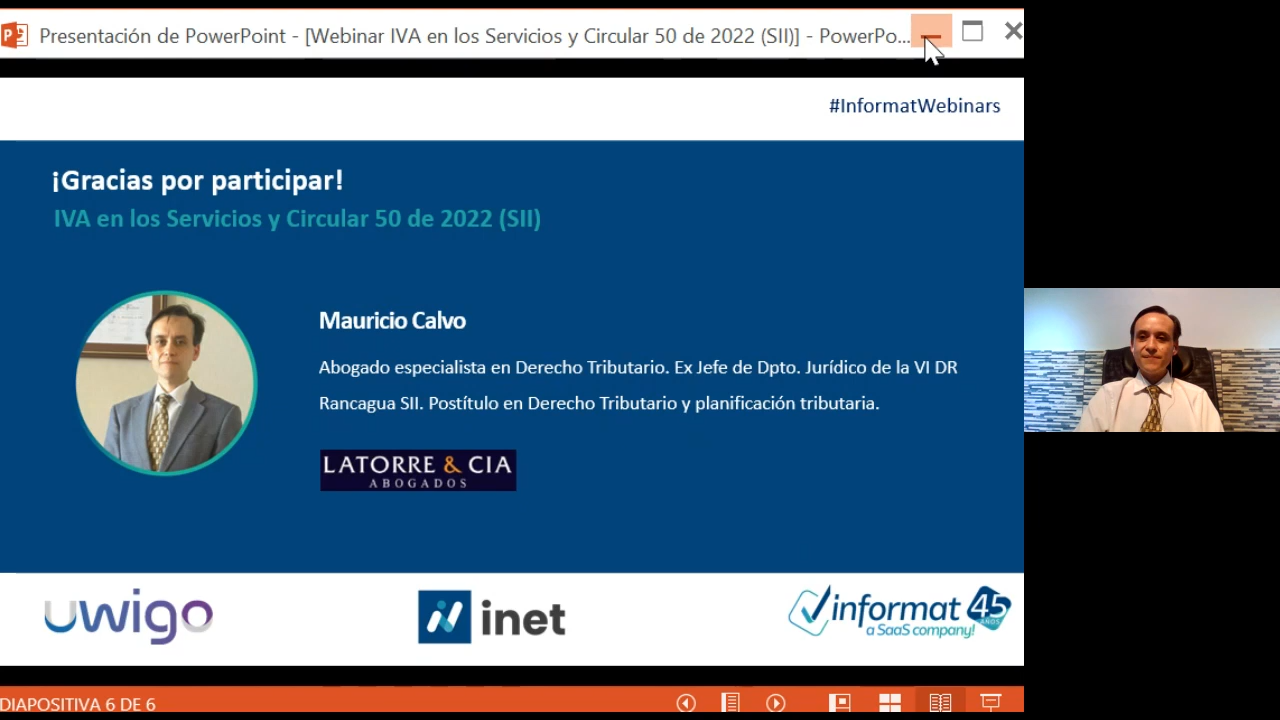 Presentación de PowerPoint - [Webinar IVA en los Servicios y Circular 50 de 2022 (SII)] - PowerPo...
#InformatWebinars
¡Gracias por participar!
IVA en los Servicios y Circular 50 de 2022 (SII)
Mauricio Calvo
Abogado especialista en Derecho Tributario. Ex Jefe de Dpto. Jurídico de la VI DR
Rancagua SII. Postítulo en Derecho Tributario y planificación tributaria.
LATORRE & CIA
ABOGADOS
uwigo
inet
informat 45
AÑOS
a SaaS company!
DIAPOSITIVA 6 DE 6